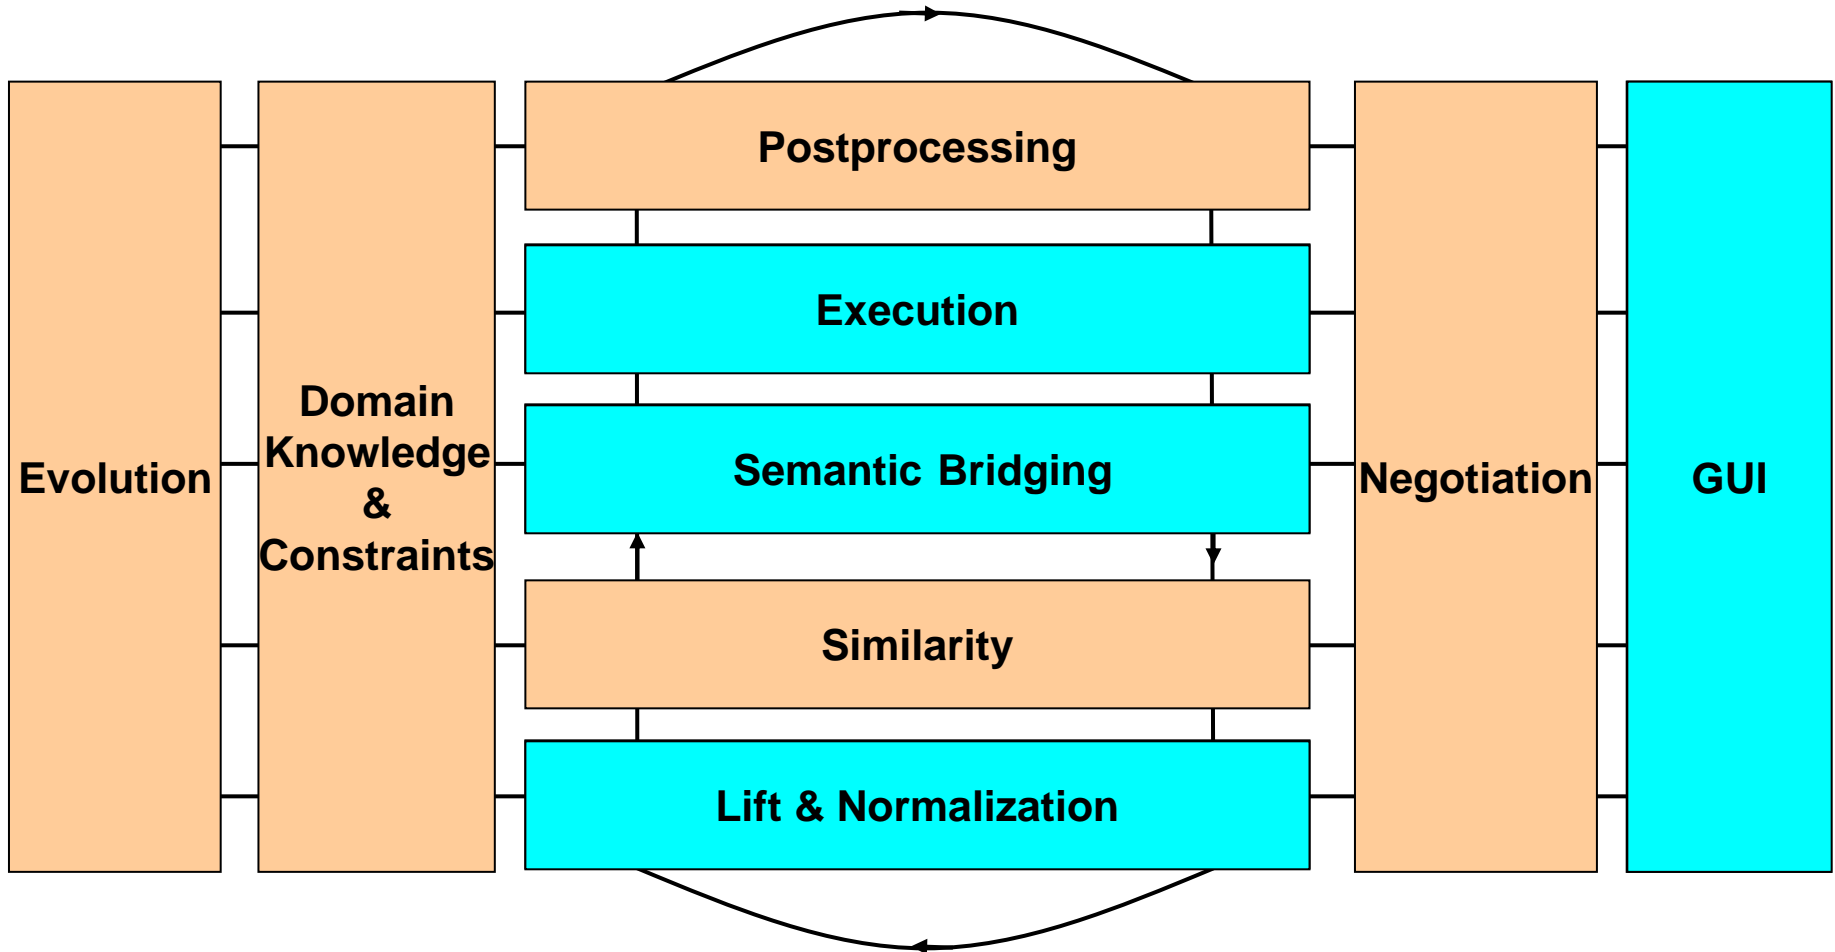 Postprocessing
Execution
Semantic Bridging
Similarity
Lift & Normalization
Evolution
Domain
Knowledge
&
Constraints
Negotiation
GUI